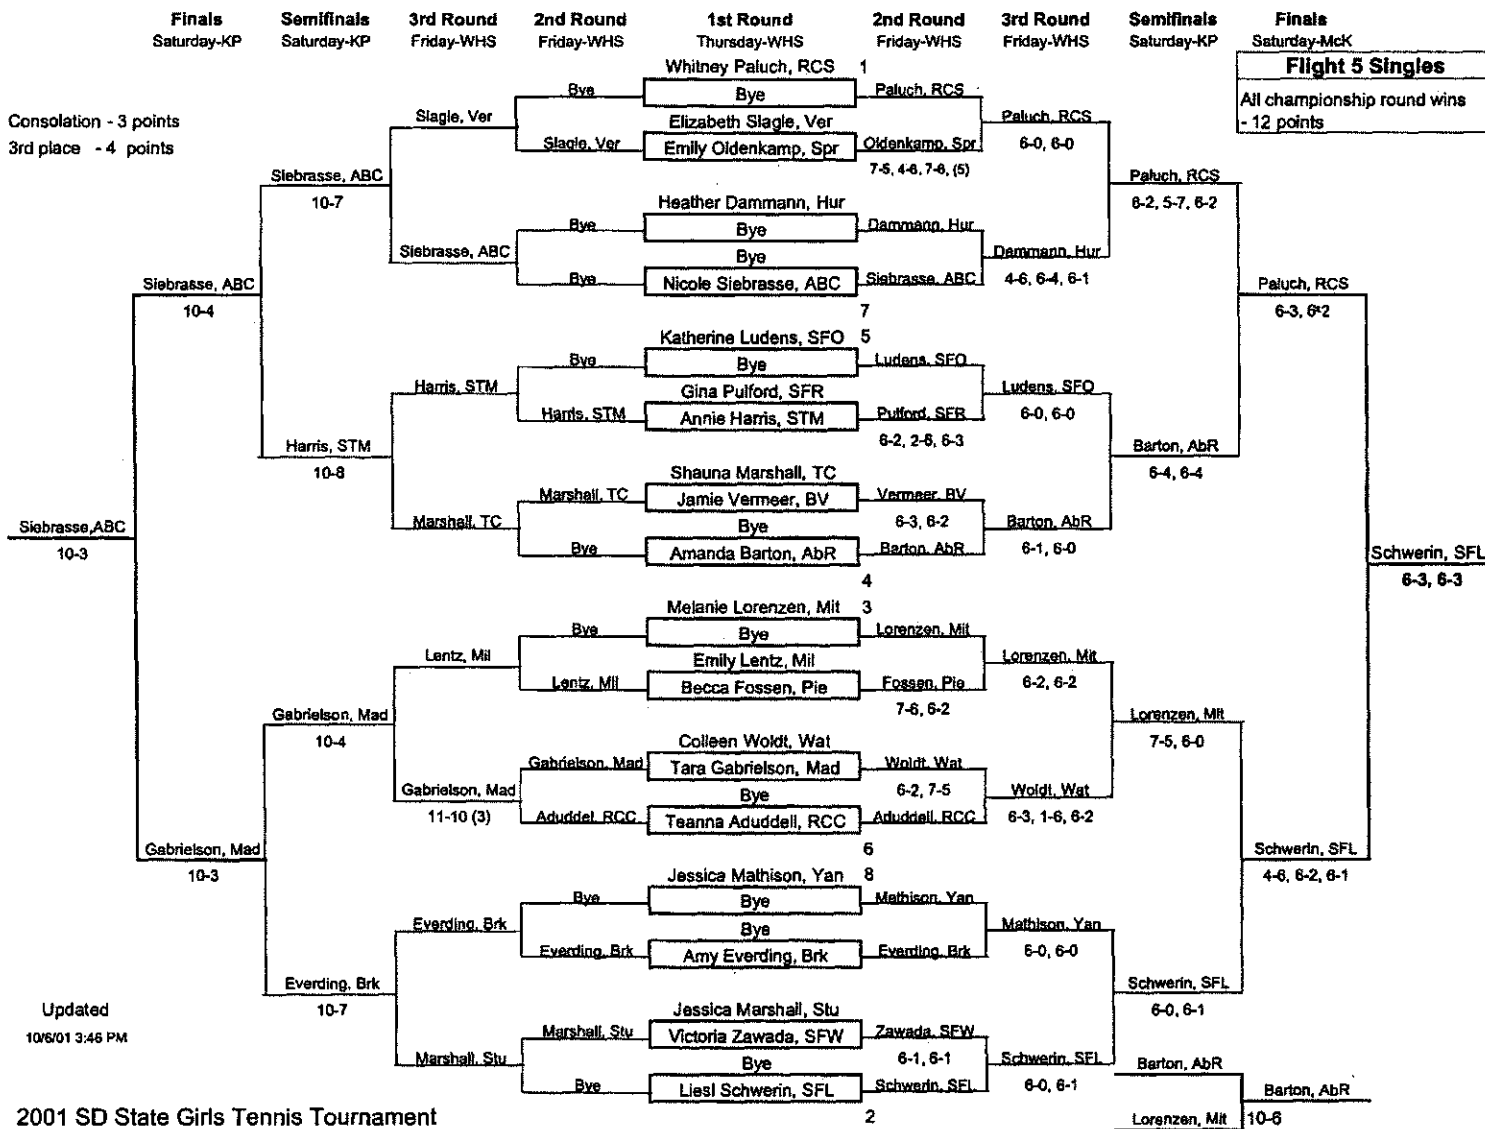 Finals Semifinals 3rd Round 2nd Round 1st Round 2nd Round 3rd Round Semifinals Finals
Saturday-KP Saturday-KP Friday-WHS Friday-WHS Thursday-WHS Friday-WHS Friday-WHS Saturday-KP Saturday-McK
Flight 5 Singles
All championship round wins
- 12 points
Consolation - 3 points
3rd place - 4 points
Whitney Paluch, RCS 1
Bye Bye Paluch, RCS
Slagle, Ver Elizabeth Slagle, Ver Paluch, RCS
6-0, 6-0
Slagle, Ver Emily Oldenkamp, Spr Oldenkamp, Spr
7-5, 4-6, 7-6, (5)
Siebrasse, ABC Paluch, RCS
10-7 6-2, 5-7, 6-2
Heather Dammann, Hur
Bye Bye Dammann, Hur
Siebrasse, ABC Bye Dammann, Hur
Bye Nicole Siebrasse, ABC Siebrasse, ABC 4-6, 6-4, 6-1
Siebrasse, ABC Paluch, RCS
10-4 7 6-3, 6*2
Katherine Ludens, SFO 5
Bye Bye Ludens, SFO
Harris, STM Gina Pulford, SFR Ludens, SFO
Harris, STM Annie Harris, STM Pulford, SFR 6-0, 6-0
6-2, 2-6, 6-3
Harris, STM Barton, AbR
10-8 6-4, 6-4
Shauna Marshall, TC
Marshall, TC Jamie Vermeer, BV Vermeer, BV
6-3, 6-2
Siebrasse,ABC Marshall, TC Bye Barton, AbR
10-3 Bye Amanda Barton, AbR Barton, AbR 6-1, 6-0
Schwerin, SFL
6-3, 6-3
4
Melanie Lorenzen, Mit 3
Bye Bye Lorenzen, Mit
Lentz, Mil Emily Lentz, Mil Lorenzen, Mit
Lentz, Mil Becca Fossen, Pie Fossen, Pie 6-2, 6-2
7-6, 6-2
Gabrielson, Mad Lorenzen, Mit
10-4 7-5, 6-0
Colleen Woldt, Wat
Gabrielson, Mad Tara Gabrielson, Mad Woldt, Wat
6-2, 7-5
Gabrielson, Mad Bye Woldt, Wat
11-10 (3) Aduddel, RCC Teanna Aduddell, RCC Aduddell, RCC 6-3, 1-6, 6-2
Gabrielson, Mad 6 Schwerin, SFL
10-3 4-6, 6-2, 6-1
Jessica Mathison, Yan 8
Bye Bye Mathison, Yan
Everding, Brk Bye Mathison, Yan
Everding, Brk Amy Everding, Brk Everding, Brk 6-0, 6-0
Everding, Brk Schwerin, SFL
10-7 6-0, 6-1
Updated
10/6/01 3:46 PM
Jessica Marshall, Stu
Marshall, Stu Victoria Zawada, SFW Zawada, SFW
6-1, 6-1
Marshall, Stu Bye Schwerin, SFL
Bye Liesl Schwerin, SFL Schwerin, SFL 6-0, 6-1
2
Barton, AbR
Barton, AbR
Lorenzen, Mit 10-6
2001 SD State Girls Tennis Tournament